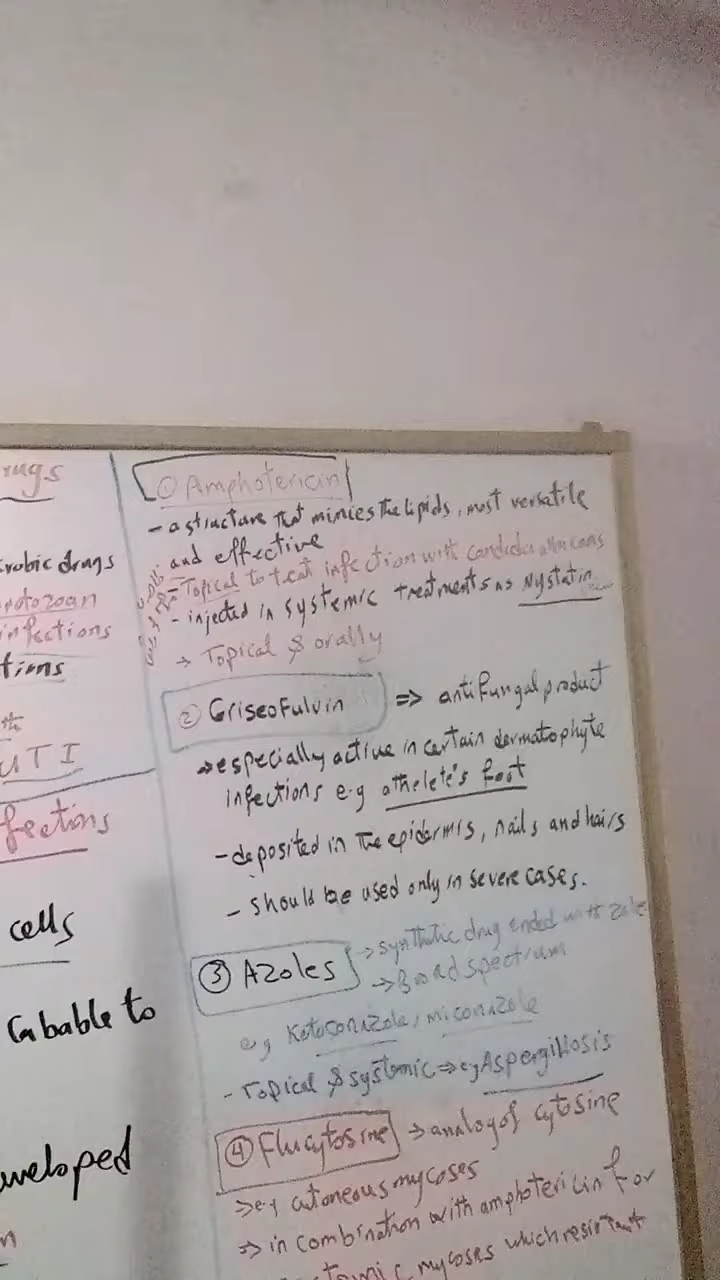 rugs
robic drugs
rotozoan
infections
tions
th
UTI
fections
cells
Cabable to
eveloped
n
① Amphotericin
- a structure that mimics the lipids, most versatile
and effective
- Topical to treat infection with candida albicans
- injected in systemic treatments as Nystatin
→ Topical & orally
② Griseofulvin ⇒ antifungal product
→ especially active in certain dermatophyte
infections e.g athelete's foot
- deposited in the epidermis, nails and hairs
- should be used only in severe cases.
③ Azoles → synthetic drug ended with zole
→ Broad spectrum
e.g Ketoconazole, miconazole
- Topical & systemic ⇒ e.g Aspergillosis
④ Flucytosine → analog of cytosine
⇒ e.g cutaneous mycoses
⇒ in combination with amphotericin for
mycoses which resistant